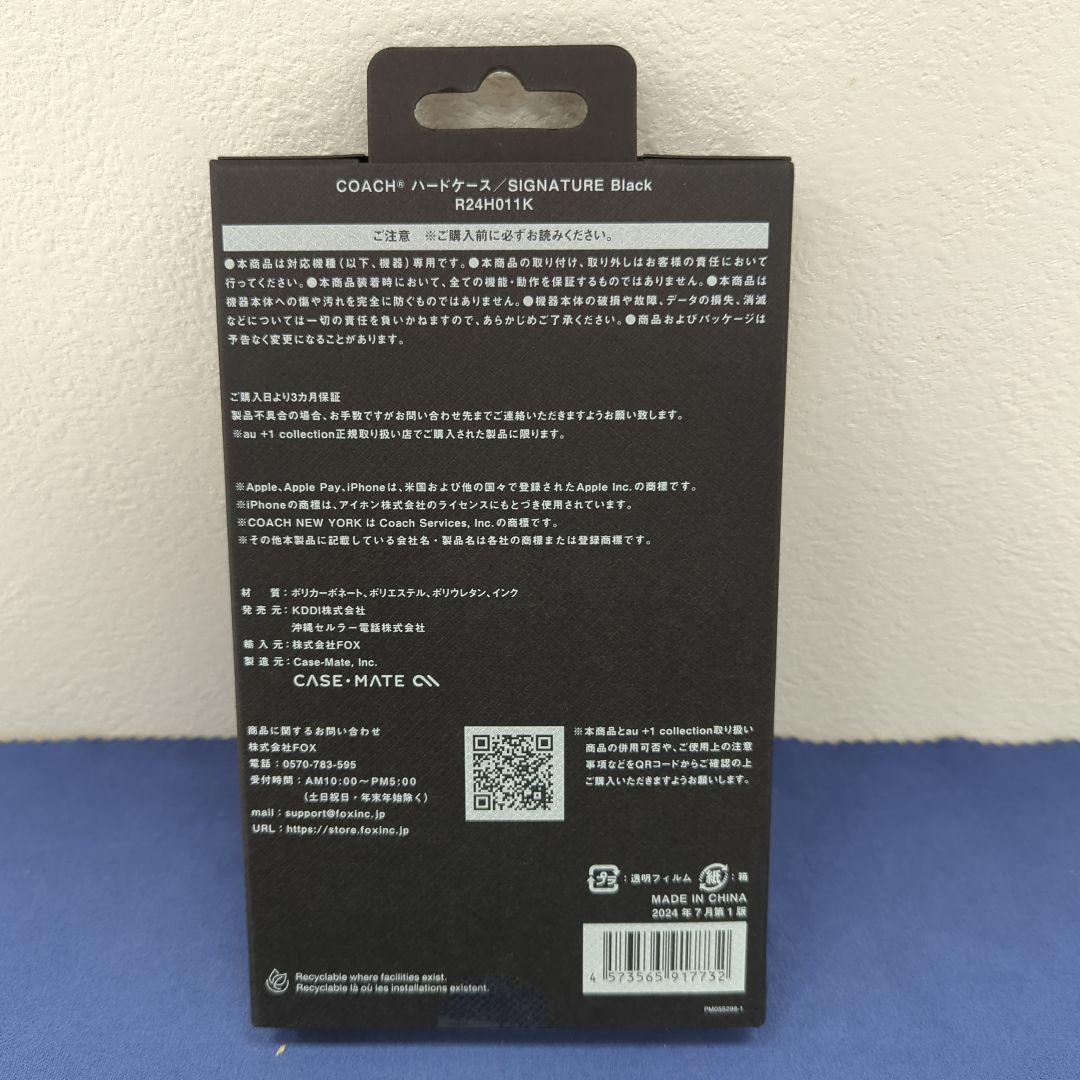 COACH® ハードケース/SIGNATURE Black
R24H011K
ご注意 ※ご購入前に必ずお読みください。
●本商品は対応機種(以下、機器)専用です。●本商品の取り付け、取り外しはお客様の責任において
行ってください。●本商品装着時において、全ての機能・動作を保証するものではありません。●本商品は
機器本体への傷や汚れを完全に防ぐものではありません。●機器本体の破損や故障、データの損失、消滅
などについては一切の責任を負いかねますので、あらかじめご了承ください。●商品およびパッケージは
予告なく変更になることがあります。
ご購入日より3カ月保証
製品不具合の場合、お手数ですがお問い合わせ先までご連絡いただきますようお願い致します。
※au +1 collection正規取り扱い店でご購入された製品に限ります。
※Apple、Apple Pay、iPhoneは、米国および他の国々で登録されたApple Inc.の商標です。
※iPhoneの商標は、アイホン株式会社のライセンスにもとづき使用されています。
※COACH NEW YORK は Coach Services, Inc.の商標です。
※その他本製品に記載している会社名・製品名は各社の商標または登録商標です。
材 質:ポリカーボネート、ポリエステル、ポリウレタン、インク
発売元:KDDI株式会社
沖縄セルラー電話株式会社
輸入元:株式会社FOX
製造元:Case-Mate, Inc.
CASE・MATE
商品に関するお問い合わせ
株式会社FOX
電話:0570-783-595
受付時間:AM10:00〜PM5:00
(土日祝日・年末年始除く)
mail:support@foxinc.jp
URL:https://store.foxinc.jp
※本商品とau +1 collection取り扱い
商品の併用可否や、ご使用上の注意
事項などをQRコードからご確認の上
ご購入いただきますようお願いします。
プラ:透明フィルム 紙:箱
MADE IN CHINA
2024年7月第1版
4 573565 917732
Recyclable where facilities exist.
Recyclable là où les installations existent.
PM055298-1